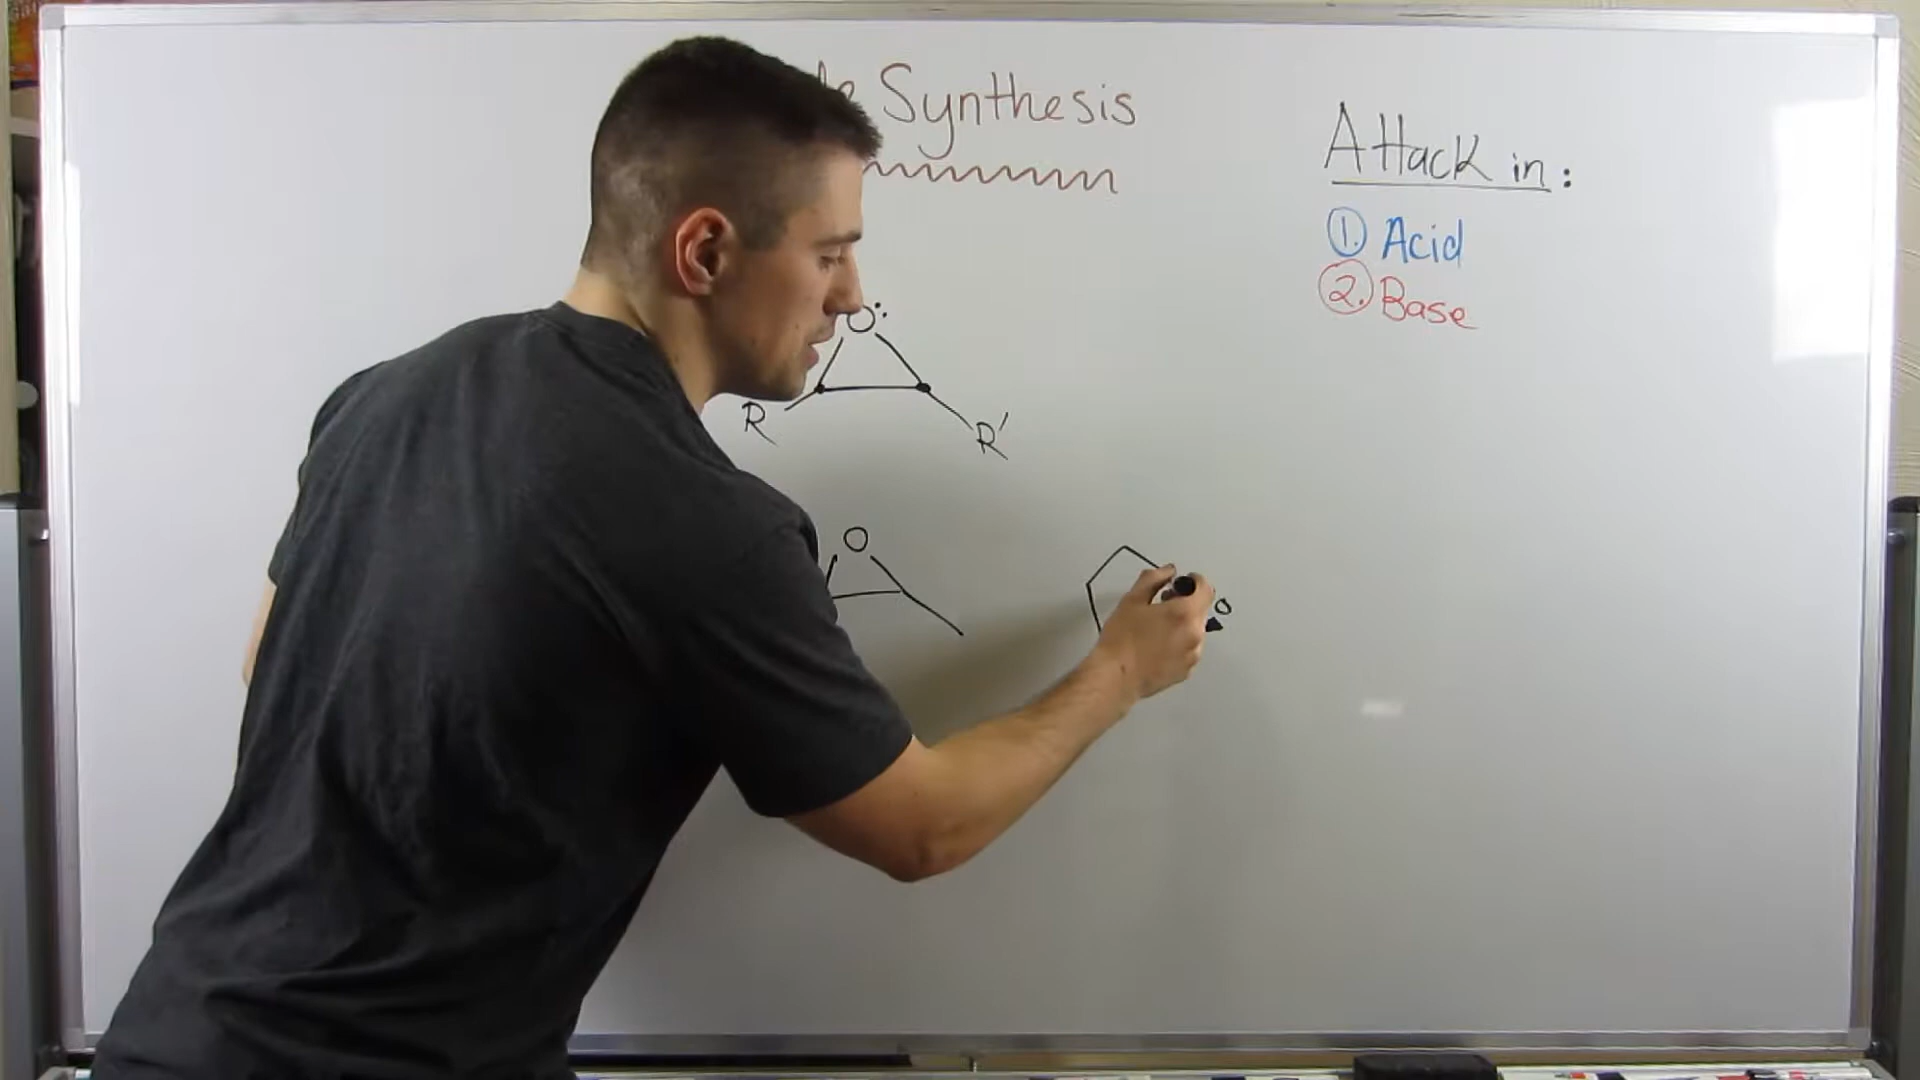 Synthesis
Attack in:
1. Acid
2. Base
O:
R
R'
O
O